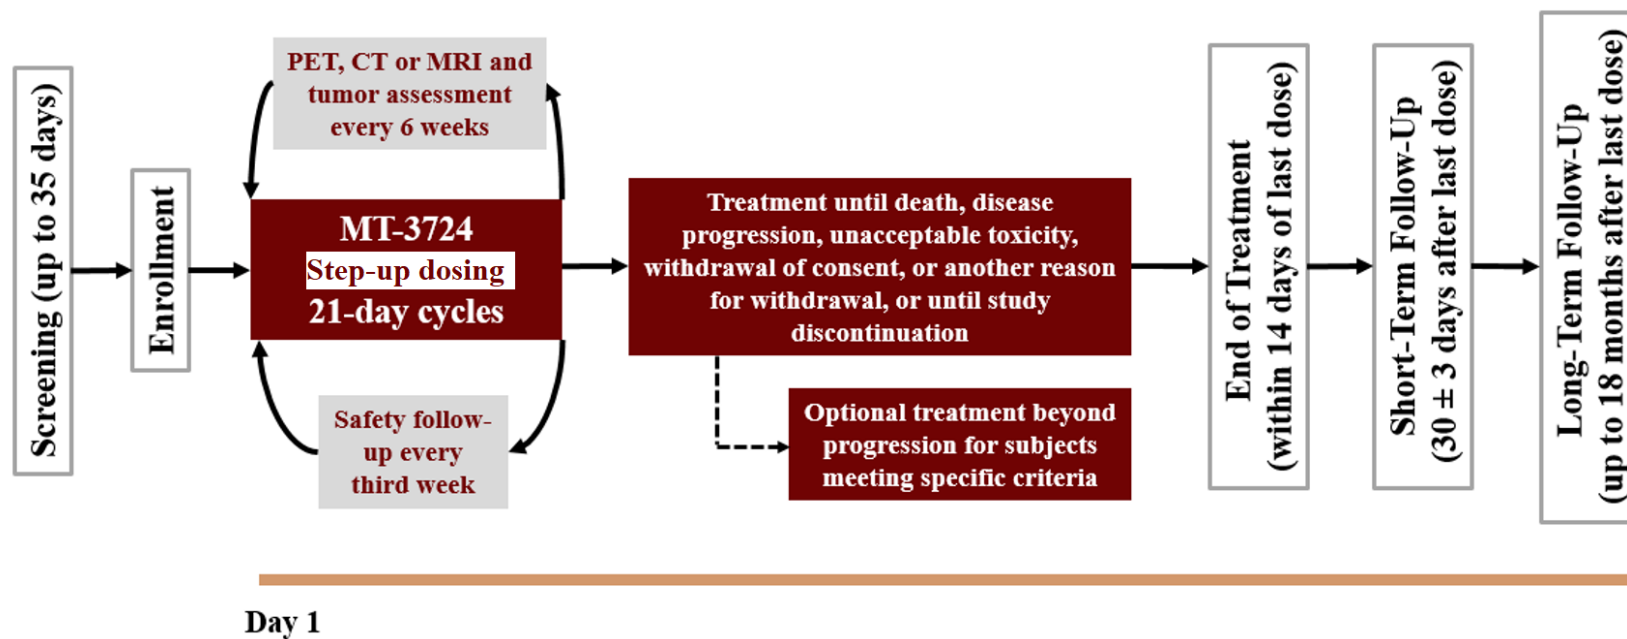 Screening (up to 35 days)
Enrollment
PET, CT or MRI and
tumor assessment
every 6 weeks
MT-3724
Step-up dosing
21-day cycles
Safety follow-
up every
third week
Treatment until death, disease
progression, unacceptable toxicity,
withdrawal of consent, or another reason
for withdrawal, or until study
discontinuation
Optional treatment beyond
progression for subjects
meeting specific criteria
End of Treatment
(within 14 days of last dose)
Short-Term Follow-Up
(30 ± 3 days after last dose)
Long-Term Follow-Up
(up to 18 months after last dose)
Day 1